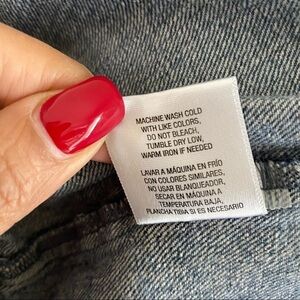 MACHINE WASH COLD
WITH LIKE COLORS,
DO NOT BLEACH,
TUMBLE DRY LOW,
WARM IRON IF NEEDED
LAVAR A MÁQUINA EN FRÍO
CON COLORES SIMILARES,
NO USAR BLANQUEADOR,
SECAR EN MÁQUINA A
TEMPERATURA BAJA,
PLANCHA TIBIA SI ES NECESARIO